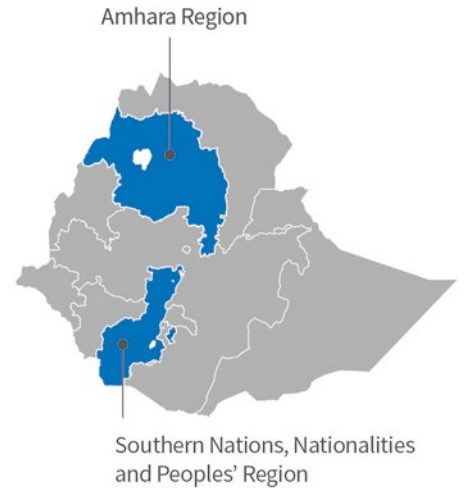 Amhara Region
Southern Nations, Nationalities
and Peoples’ Region